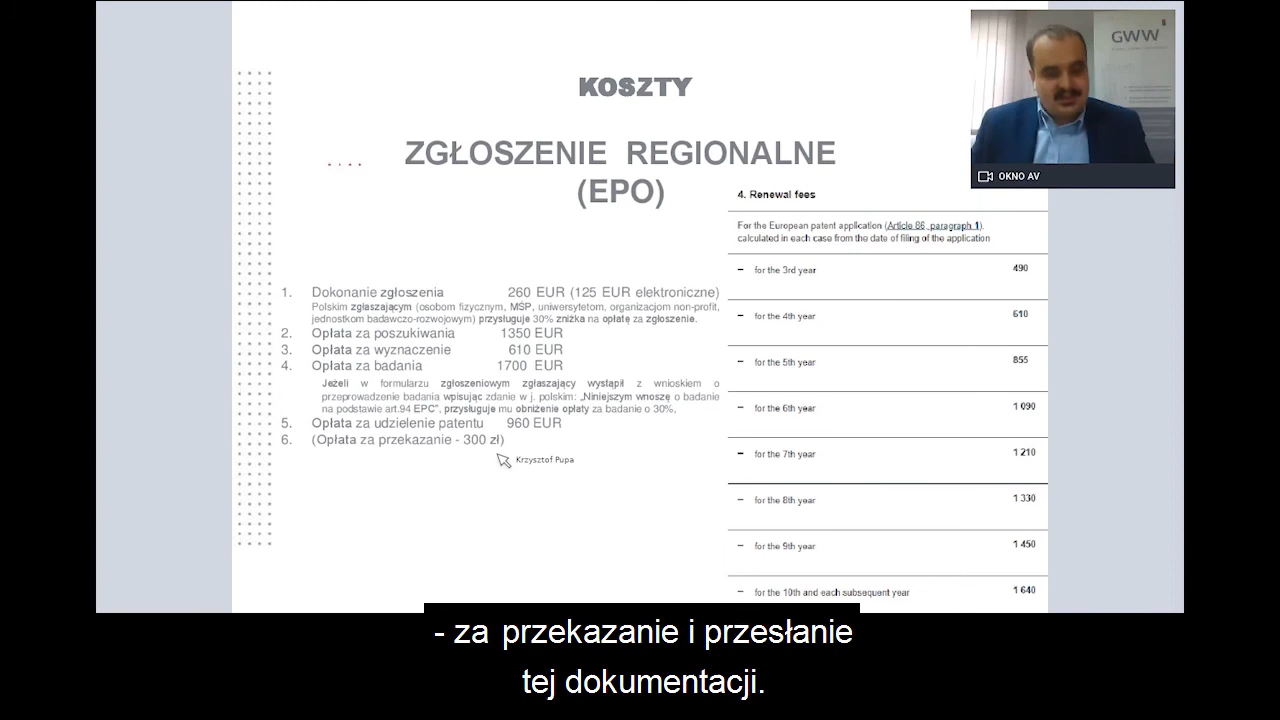 GWW
KOSZTY
ZGŁOSZENIE REGIONALNE
(EPO)
OKNO AV
1. Dokonanie zgłoszenia 260 EUR (125 EUR elektroniczne)
Polskim zgłaszającym (osobom fizycznym, MŚP, uniwersytetom, organizacjom non-profit,
jednostkom badawczo-rozwojowym) przysługuje 30% zniżka na opłatę za zgłoszenie.
2. Opłata za poszukiwania 1350 EUR
3. Opłata za wyznaczenie 610 EUR
4. Opłata za badania 1700 EUR
Jeżeli w formularzu zgłoszeniowym zgłaszający wystąpił z wnioskiem o
przeprowadzenie badania wpisując zdanie w j. polskim: „Niniejszym wnoszę o badanie
na podstawie art.94 EPC”, przysługuje mu obniżenie opłaty za badanie o 30%,
5. Opłata za udzielenie patentu 960 EUR
6. (Opłata za przekazanie - 300 zł)
Krzysztof Pupa
4. Renewal fees
For the European patent application (Article 86, paragraph 1),
calculated in each case from the date of filing of the application
– for the 3rd year 490
– for the 4th year 610
– for the 5th year 855
– for the 6th year 1 090
– for the 7th year 1 210
– for the 8th year 1 330
– for the 9th year 1 450
– for the 10th and each subsequent year 1 640
- za przekazanie i przesłanie
tej dokumentacji.